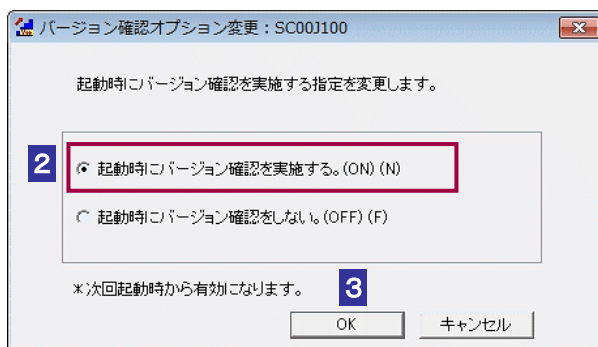 バージョン確認オプション変更：SC00J100
起動時にバージョン確認を実施する指定を変更します。
2
起動時にバージョン確認を実施する。(ON) (N)
起動時にバージョン確認をしない。(OFF) (F)
*次回起動時から有効になります。
3
OK キャンセル